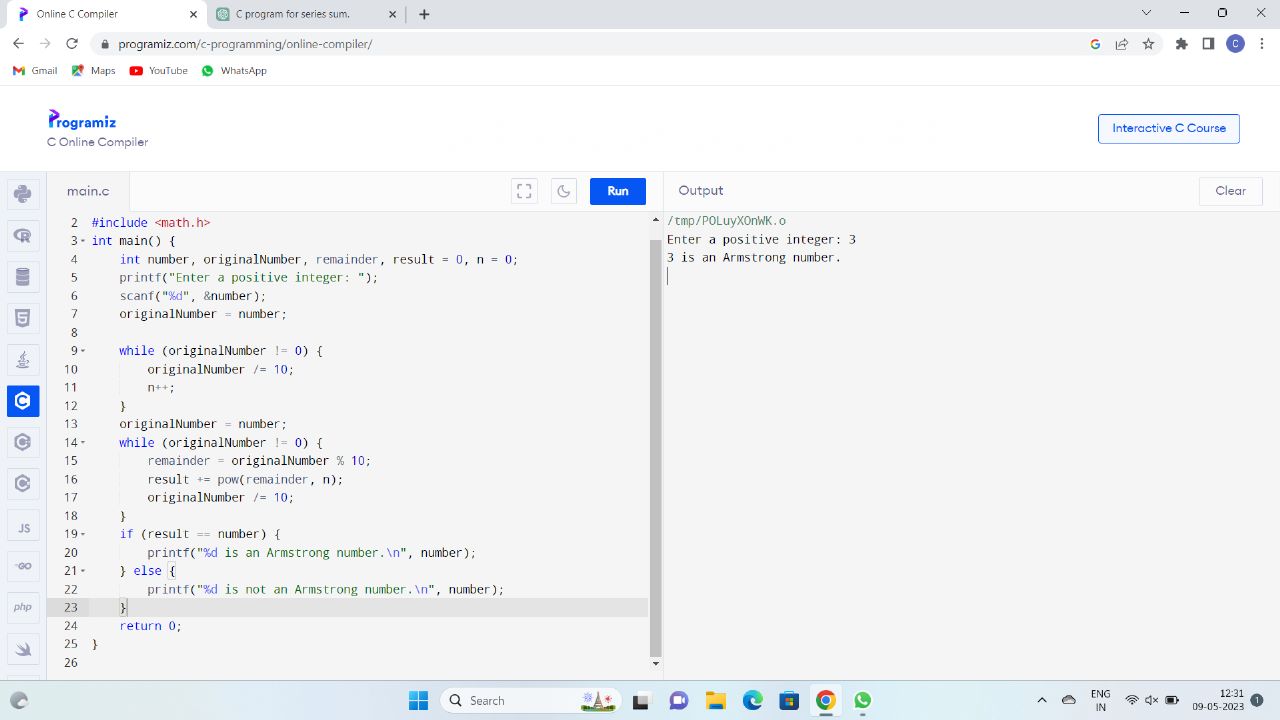 Online C Compiler
C program for series sum.
programiz.com/c-programming/online-compiler/
C
Gmail
Maps
YouTube
WhatsApp
Programiz
C Online Compiler
Interactive C Course
main.c
Run
Output
Clear
2 #include <math.h>
3 int main() {
4 int number, originalNumber, remainder, result = 0, n = 0;
5 printf("Enter a positive integer: ");
6 scanf("%d", &number);
7 originalNumber = number;
8
9 while (originalNumber != 0) {
10 originalNumber /= 10;
11 n++;
12 }
13 originalNumber = number;
14 while (originalNumber != 0) {
15 remainder = originalNumber % 10;
16 result += pow(remainder, n);
17 originalNumber /= 10;
18 }
19 if (result == number) {
20 printf("%d is an Armstrong number.\n", number);
21 } else {
22 printf("%d is not an Armstrong number.\n", number);
23 }
24 return 0;
25 }
26
/tmp/POLuyXOnWK.o
Enter a positive integer: 3
3 is an Armstrong number.
JS
GO
php
Search
ENG
IN
12:31
09-05-2023
1